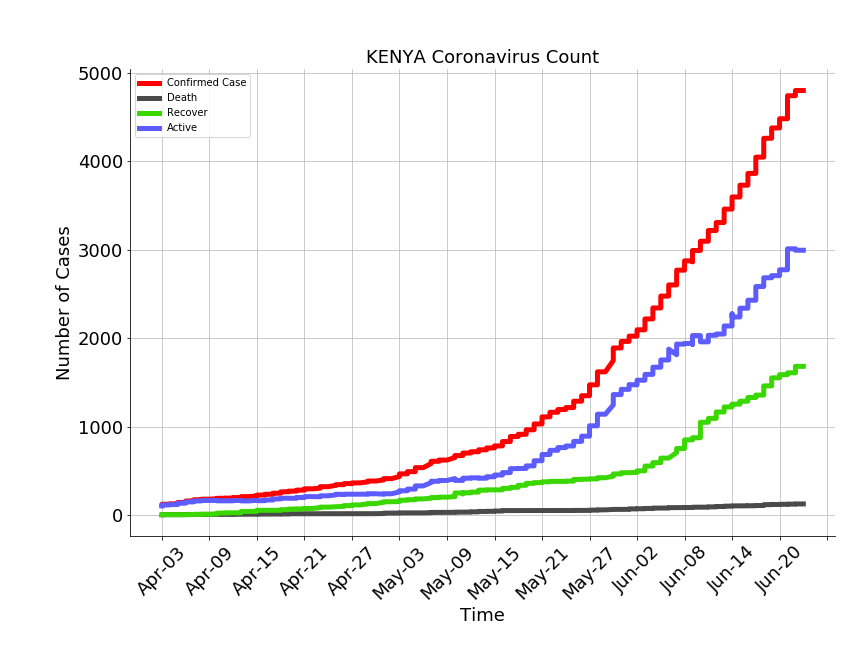 KENYA Coronavirus Count
5000
4000
3000
2000
1000
0
Number of Cases
Confirmed Case
Death
Recover
Active
Apr-03
Apr-09
Apr-15
Apr-21
Apr-27
May-03
May-09
May-15
May-21
May-27
Jun-02
Jun-08
Jun-14
Jun-20
Time